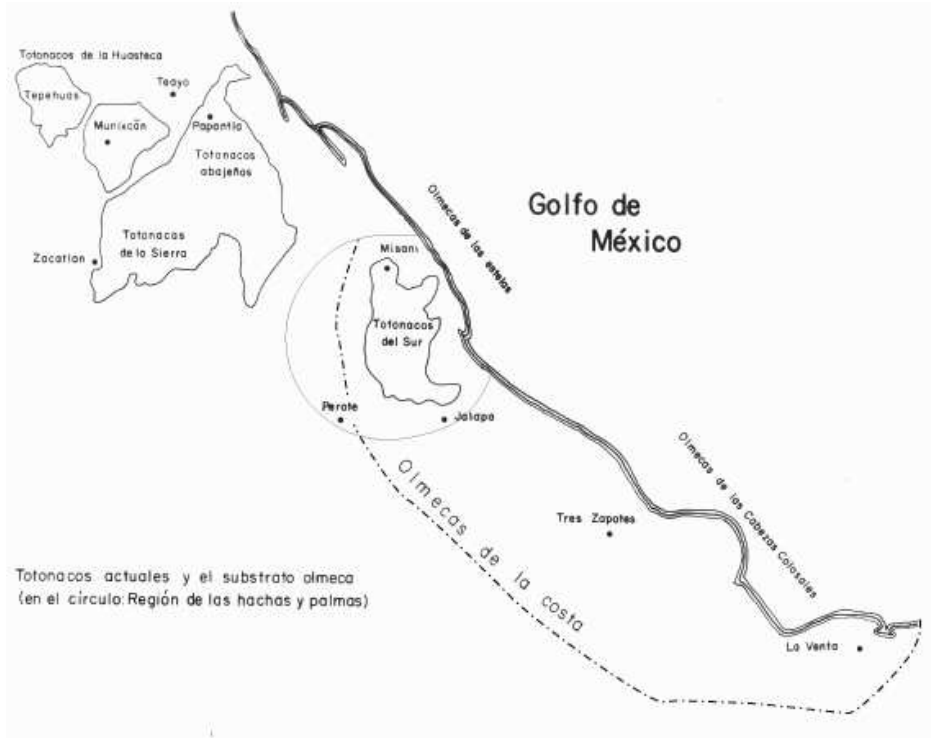 Totonacos de la Huasteca
Tepehuas
Teayo
Munixcán
Papantla
Totonacos
abajeños
Totonacos
de la Sierra
Zacatlan
Golfo de
México
Olmecas de las estelas
Misani
Totonacos
del Sur
Perote
Jalapa
Olmecas de la costa
Olmecas de las Cabezas Colosales
Tres Zapotes
La Venta
Totonacos actuales y el substrato olmeca
(en el círculo: Región de las hachas y palmas)